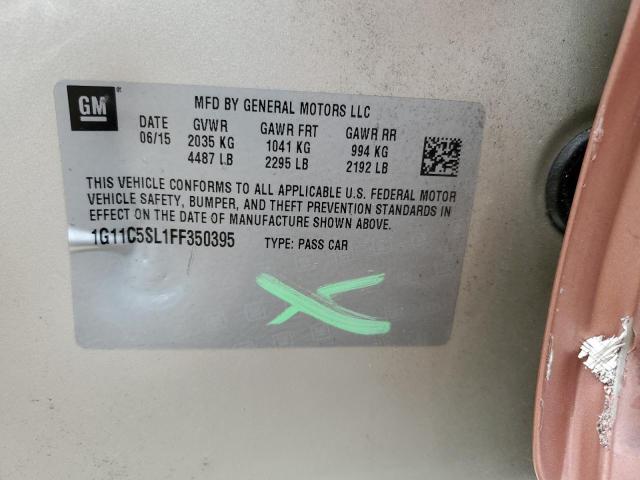 GM
MFD BY GENERAL MOTORS LLC
DATE GVWR GAWR FRT GAWR RR
06/15 2035 KG 1041 KG 994 KG
4487 LB 2295 LB 2192 LB
THIS VEHICLE CONFORMS TO ALL APPLICABLE U.S. FEDERAL MOTOR
VEHICLE SAFETY, BUMPER, AND THEFT PREVENTION STANDARDS IN
EFFECT ON THE DATE OF MANUFACTURE SHOWN ABOVE.
1G11C5SL1FF350395 TYPE: PASS CAR